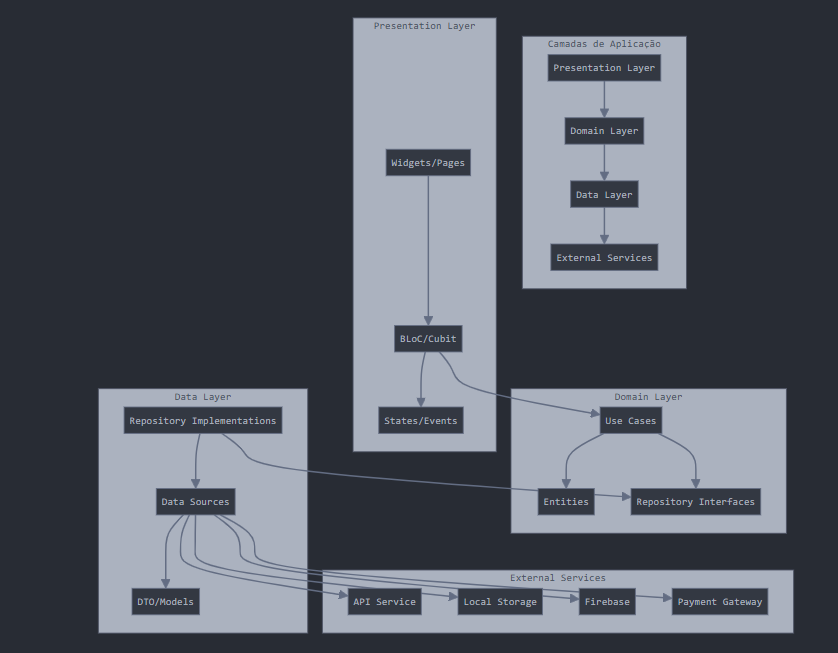 Presentation Layer
Widgets/Pages
BLoC/Cubit
States/Events
Camadas de Aplicação
Presentation Layer
Domain Layer
Data Layer
External Services
Data Layer
Repository Implementations
Data Sources
DTO/Models
Domain Layer
Use Cases
Entities
Repository Interfaces
External Services
API Service
Local Storage
Firebase
Payment Gateway